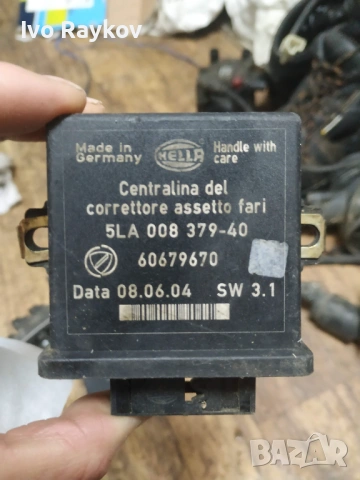 Ivo Raykov
Made in Germany
HELLA
Handle with care
Centralina del
correttore assetto fari
5LA 008 379-40
60679670
Data 08.06.04 SW 3.1
BAZAR